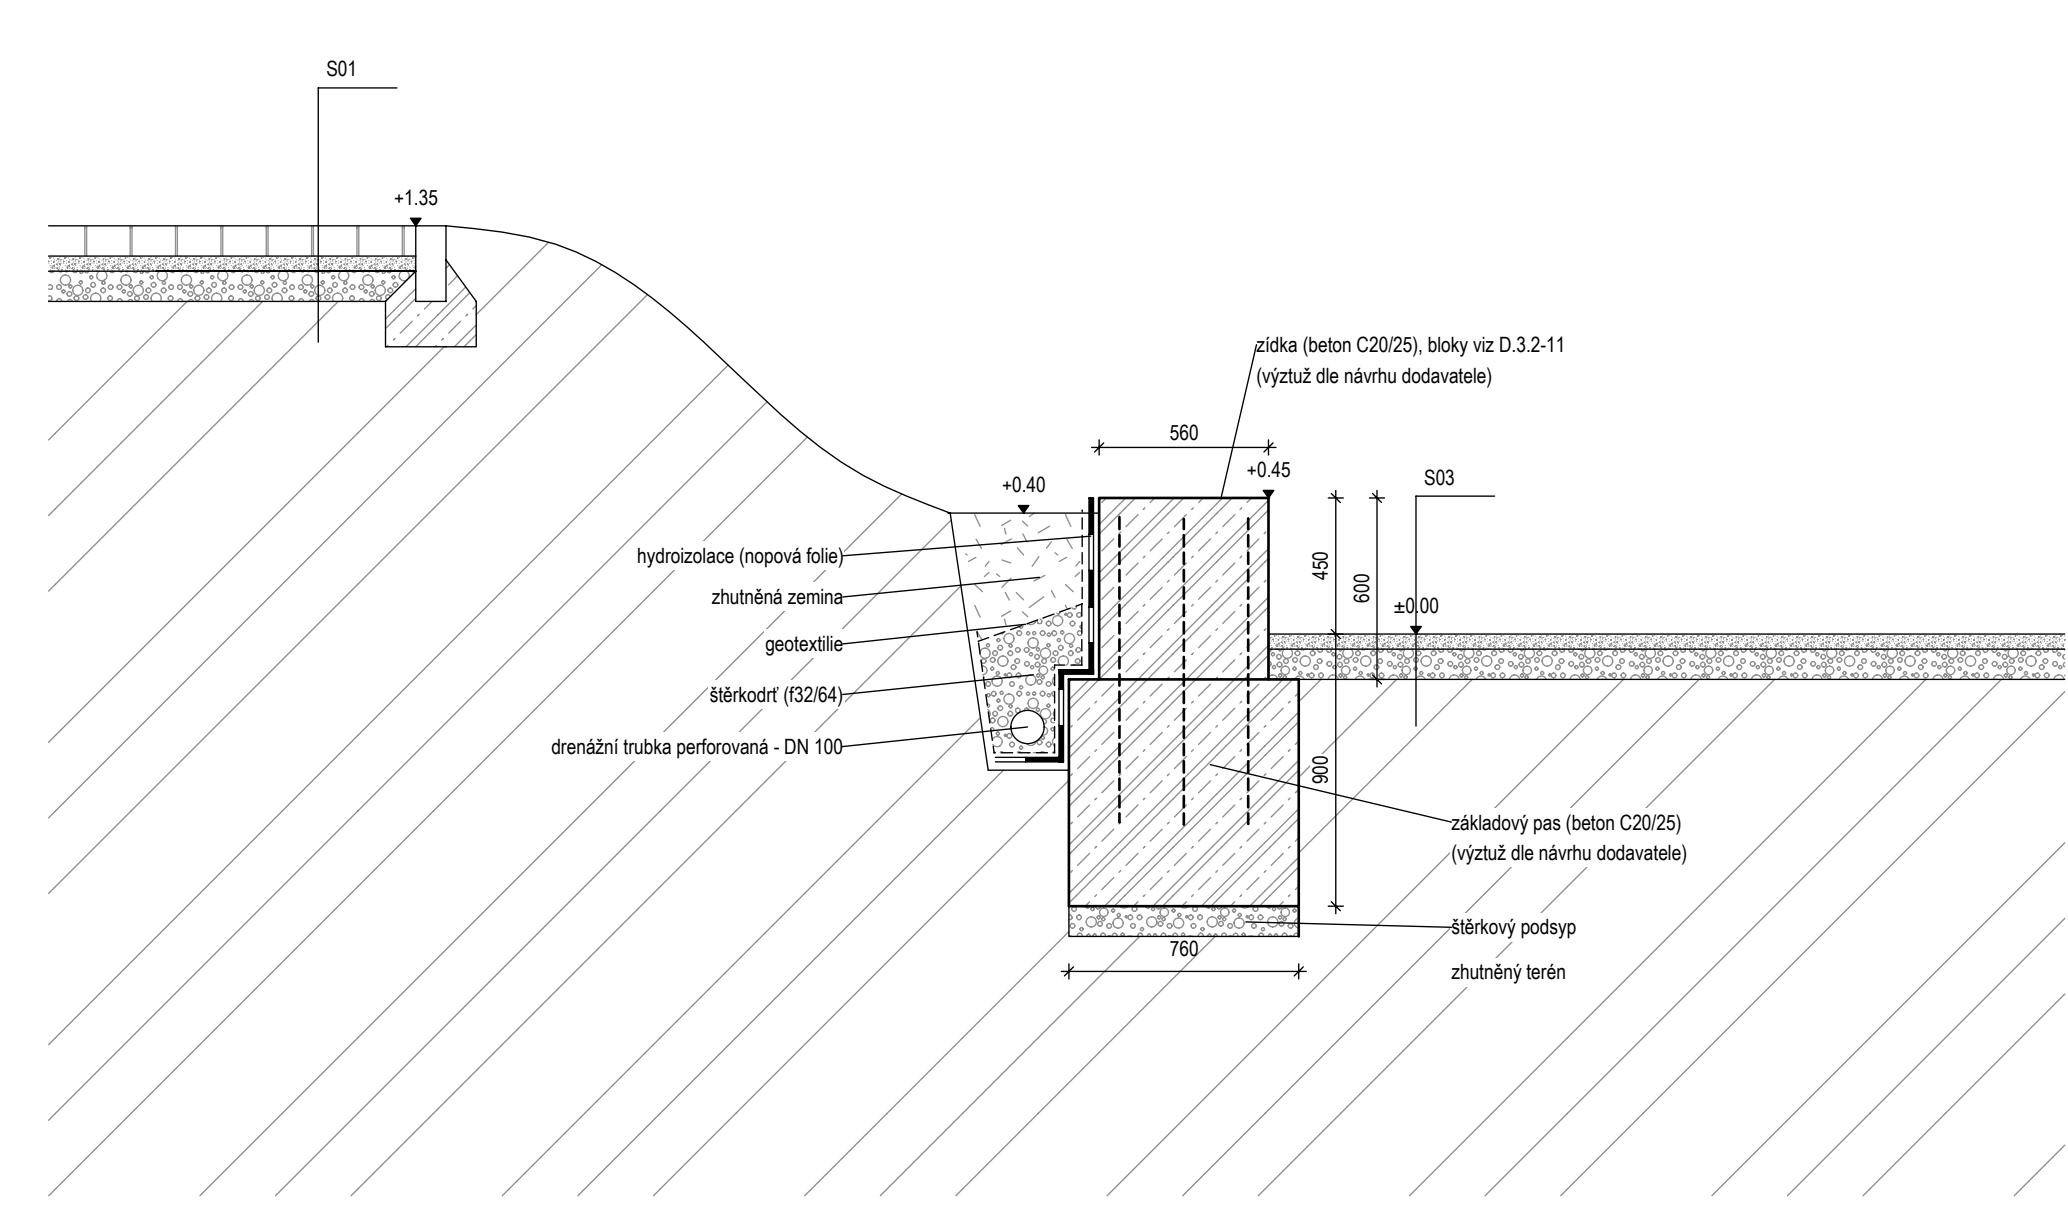 S01
+1.35
zídka (beton C20/25), bloky viz D.3.2-11
(výztuž dle návrhu dodavatele)
560
+0.45
+0.40
S03
hydroizolace (nopová folie)
450
600
±0.00
zhutněná zemina
geotextilie
štěrkodrť (f32/64)
drenážní trubka perforovaná - DN 100
900
základový pas (beton C20/25)
(výztuž dle návrhu dodavatele)
štěrkový podsyp
760
zhutněný terén